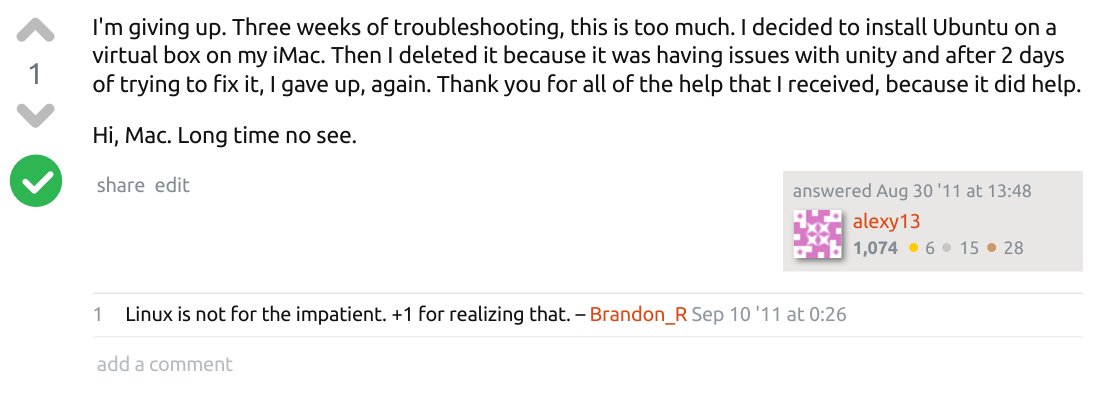 I'm giving up. Three weeks of troubleshooting, this is too much. I decided to install Ubuntu on a
virtual box on my iMac. Then I deleted it because it was having issues with unity and after 2 days
of trying to fix it, I gave up, again. Thank you for all of the help that I received, because it did help.
1
Hi, Mac. Long time no see.
share edit
answered Aug 30 '11 at 13:48
alexy13
1,074 6 15 28
1 Linux is not for the impatient. +1 for realizing that. – Brandon_R Sep 10 '11 at 0:26
add a comment